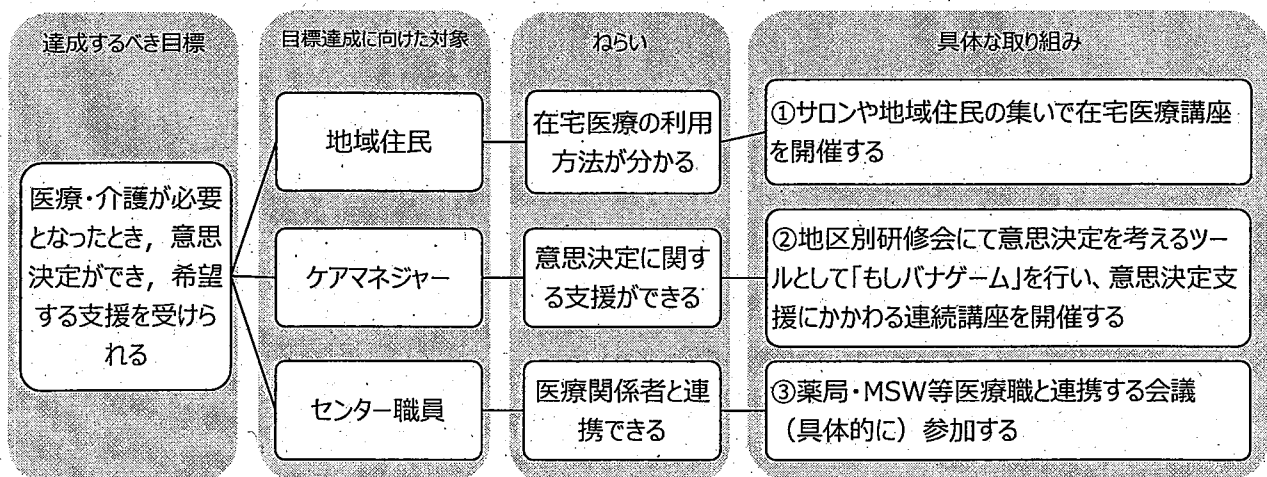 達成するべき目標
目標達成に向けた対象
ねらい
具体な取り組み
医療・介護が必要
となったとき，意思
決定ができ，希望
する支援を受けら
れる
地域住民
在宅医療の利用
方法が分かる
①サロンや地域住民の集いで在宅医療講座
を開催する
ケアマネジャー
意思決定に関す
る支援ができる
②地区別研修会にて意思決定を考えるツー
ルとして「もしバナゲーム」を行い、意思決定支
援にかかわる連続講座を開催する
センター職員
医療関係者と連
携できる
③薬局・MSW等医療職と連携する会議
（具体的に）参加する